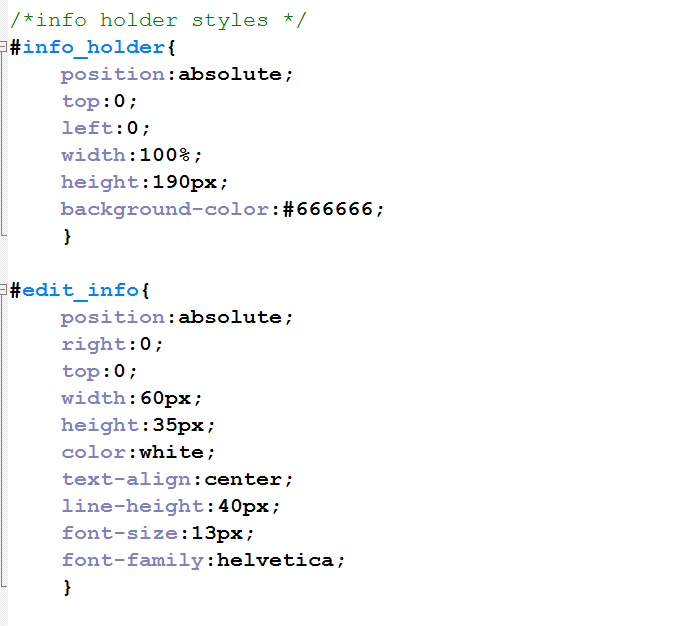 /*info holder styles */
#info_holder{
    position:absolute;
    top:0;
    left:0;
    width:100%;
    height:190px;
    background-color:#666666;
    }

#edit_info{
    position:absolute;
    right:0;
    top:0;
    width:60px;
    height:35px;
    color:white;
    text-align:center;
    line-height:40px;
    font-size:13px;
    font-family:helvetica;
    }